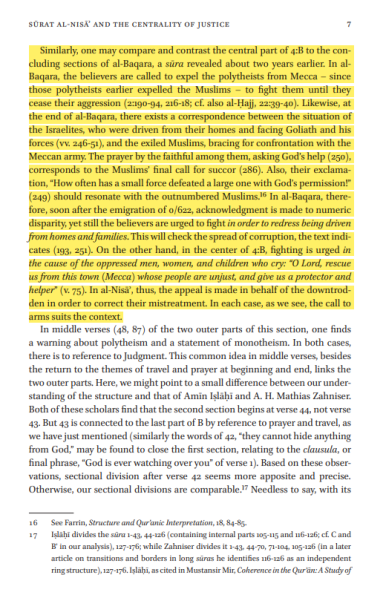 SŪRAT AL-NISĀʾ AND THE CENTRALITY OF JUSTICE 7
Similarly, one may compare and contrast the central part of 4:B to the con-
cluding sections of al-Baqara, a sūra revealed about two years earlier. In al-
Baqara, the believers are called to expel the polytheists from Mecca – since
those polytheists earlier expelled the Muslims – to fight them until they
cease their aggression (2:190-94, 216-18; cf. also al-Ḥajj, 22:39-40). Likewise, at
the end of al-Baqara, there exists a correspondence between the situation of
the Israelites, who were driven from their homes and facing Goliath and his
forces (vv. 246-51), and the exiled Muslims, bracing for confrontation with the
Meccan army. The prayer by the faithful among them, asking God's help (250),
corresponds to the Muslims' final call for succor (286). Also, their exclama-
tion, "How often has a small force defeated a large one with God's permission!"
(249) should resonate with the outnumbered Muslims.16 In al-Baqara, there-
fore, soon after the emigration of 0/622, acknowledgment is made to numeric
disparity, yet still the believers are urged to fight in order to redress being driven
from homes and families. This will check the spread of corruption, the text indi-
cates (193, 251). On the other hand, in the center of 4:B, fighting is urged in
the cause of the oppressed men, women, and children who cry: "O Lord, rescue
us from this town (Mecca) whose people are unjust, and give us a protector and
helper" (v. 75). In al-Nisāʾ, thus, the appeal is made in behalf of the downtrod-
den in order to correct their mistreatment. In each case, as we see, the call to
arms suits the context.
In middle verses (48, 87) of the two outer parts of this section, one finds
a warning about polytheism and a statement of monotheism. In both cases,
there is to reference to Judgment. This common idea in middle verses, besides
the return to the themes of travel and prayer at beginning and end, links the
two outer parts. Here, we might point to a small difference between our under-
standing of the structure and that of Amīn Iṣlāḥī and A. H. Mathias Zahniser.
Both of these scholars find that the second section begins at verse 44, not verse
43. But 43 is connected to the last part of B by reference to prayer and travel, as
we have just mentioned (similarly the words of 42, "they cannot hide anything
from God," may be found to close the first section, relating to the clausula, or
final phrase, "God is ever watching over you" of verse 1). Based on these obser-
vations, sectional division after verse 42 seems more apposite and precise.
Otherwise, our sectional divisions are comparable.17 Needless to say, with its
16 See Farrin, Structure and Qurʾanic Interpretation, 18, 84-85.
17 Iṣlāḥī divides the sūra 1-43, 44-126 (containing internal parts 105-115 and 116-126; cf. C and
B' in our analysis), 127-176; while Zahniser divides it 1-43, 44-70, 71-104, 105-126 (in a later
article on transitions and borders in long sūras he identifies 116-126 as an independent
ring structure), 127-176. Iṣlāḥī, as cited in Mustansir Mir, Coherence in the Qurʾān: A Study of